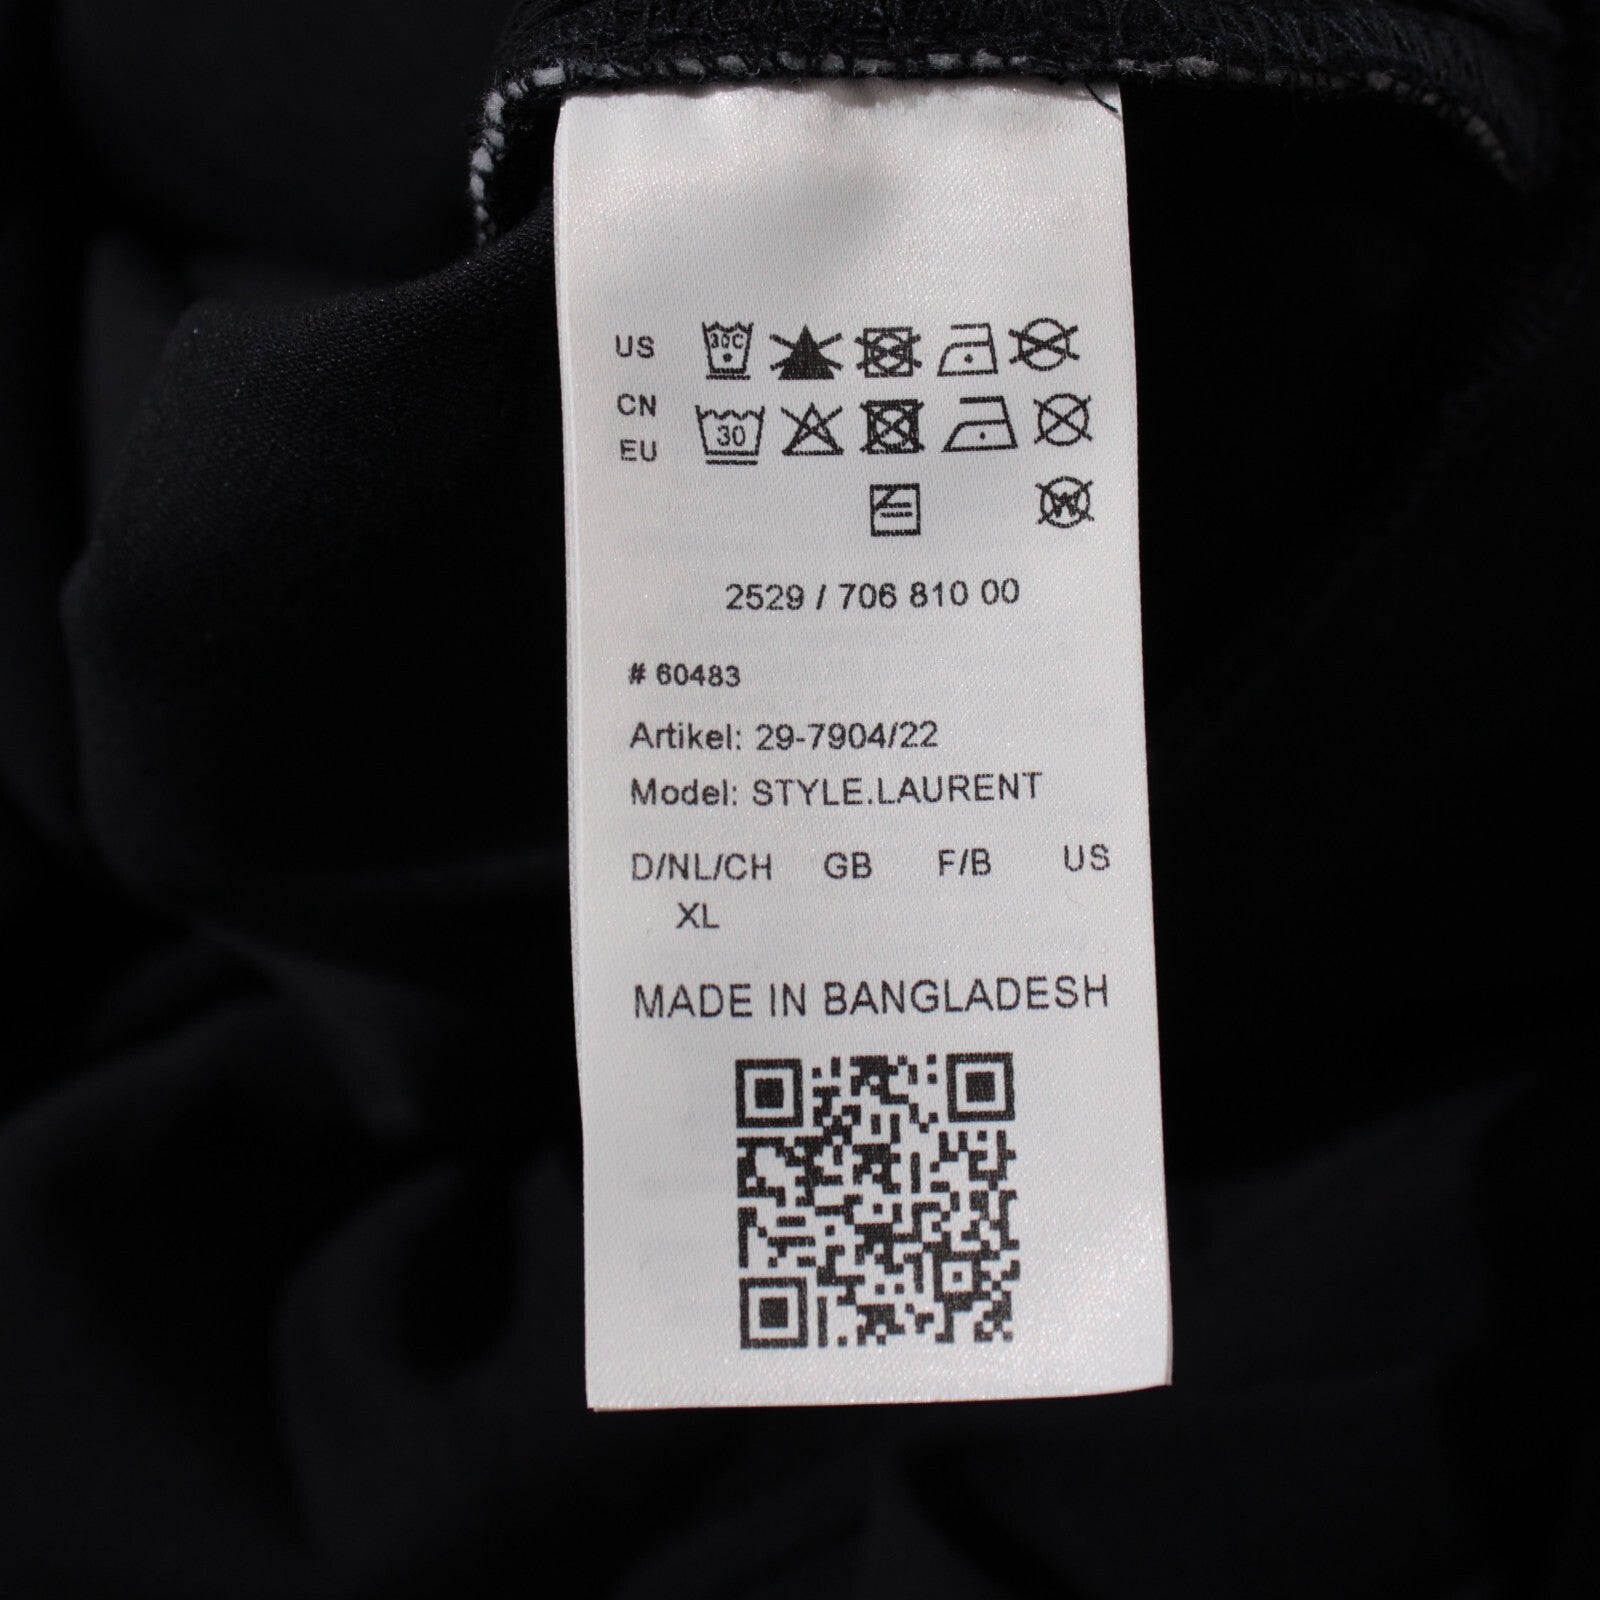 US 30C
CN
EU 30
W
2529 / 706 810 00
# 60483
Artikel: 29-7904/22
Model: STYLE.LAURENT
D/NL/CH GB F/B US
XL
MADE IN BANGLADESH